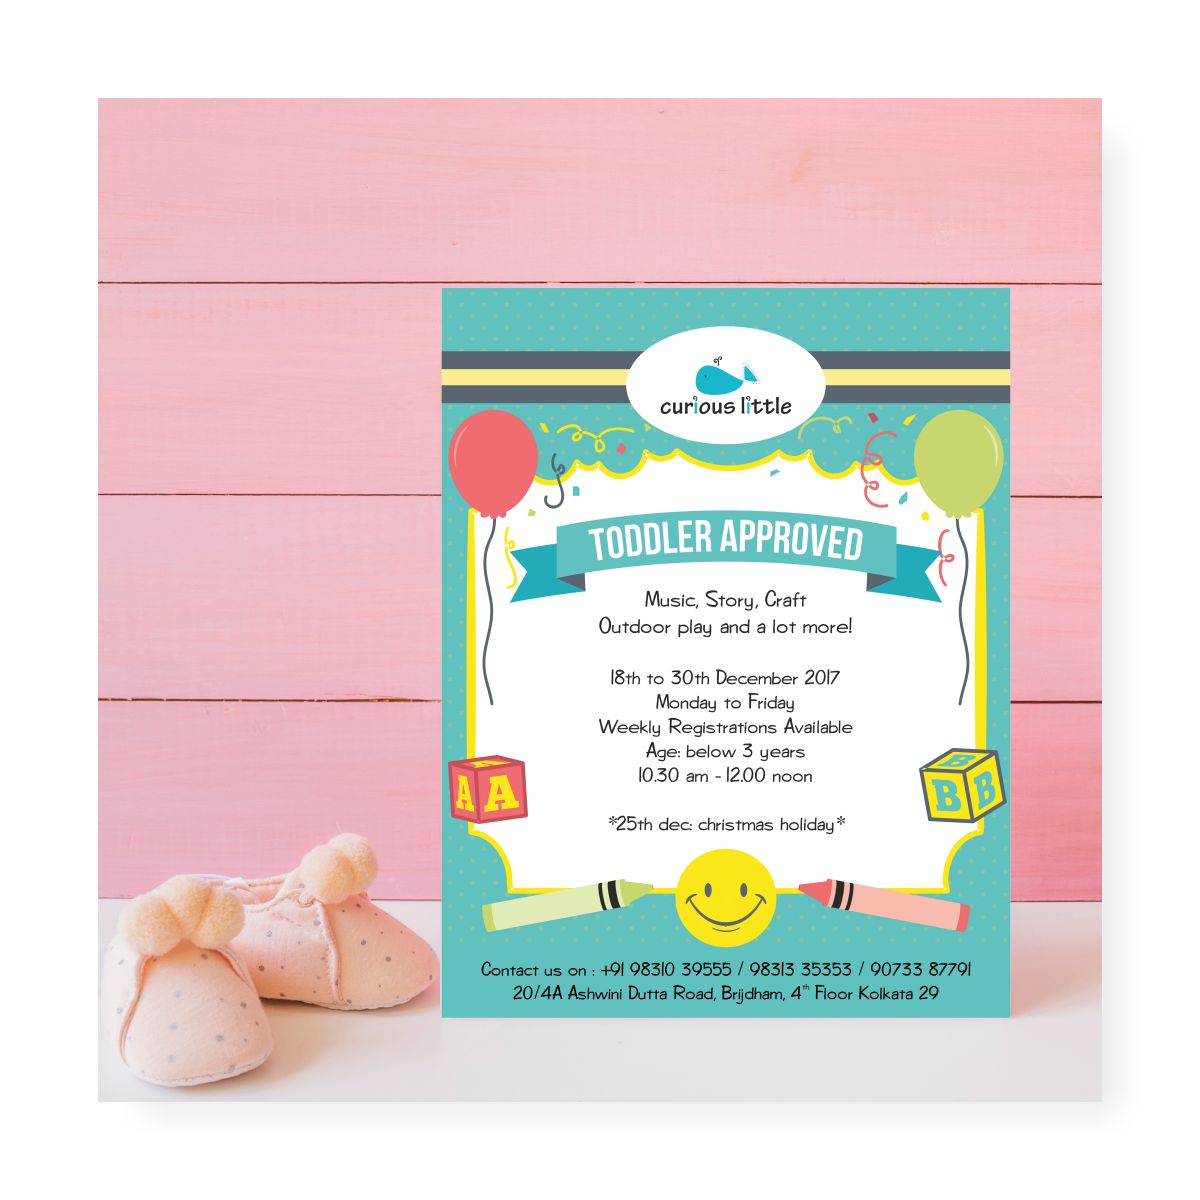 curious little
TODDLER APPROVED
Music, Story, Craft
Outdoor play and a lot more!
18th to 30th December 2017
Monday to Friday
Weekly Registrations Available
Age: below 3 years
10.30 am - 12.00 noon
*25th dec: christmas holiday*
A A
B B B
Contact us on : +91 98310 39555 / 98313 35353 / 90733 87791
20/4A Ashwini Dutta Road, Brijdham, 4th Floor Kolkata 29